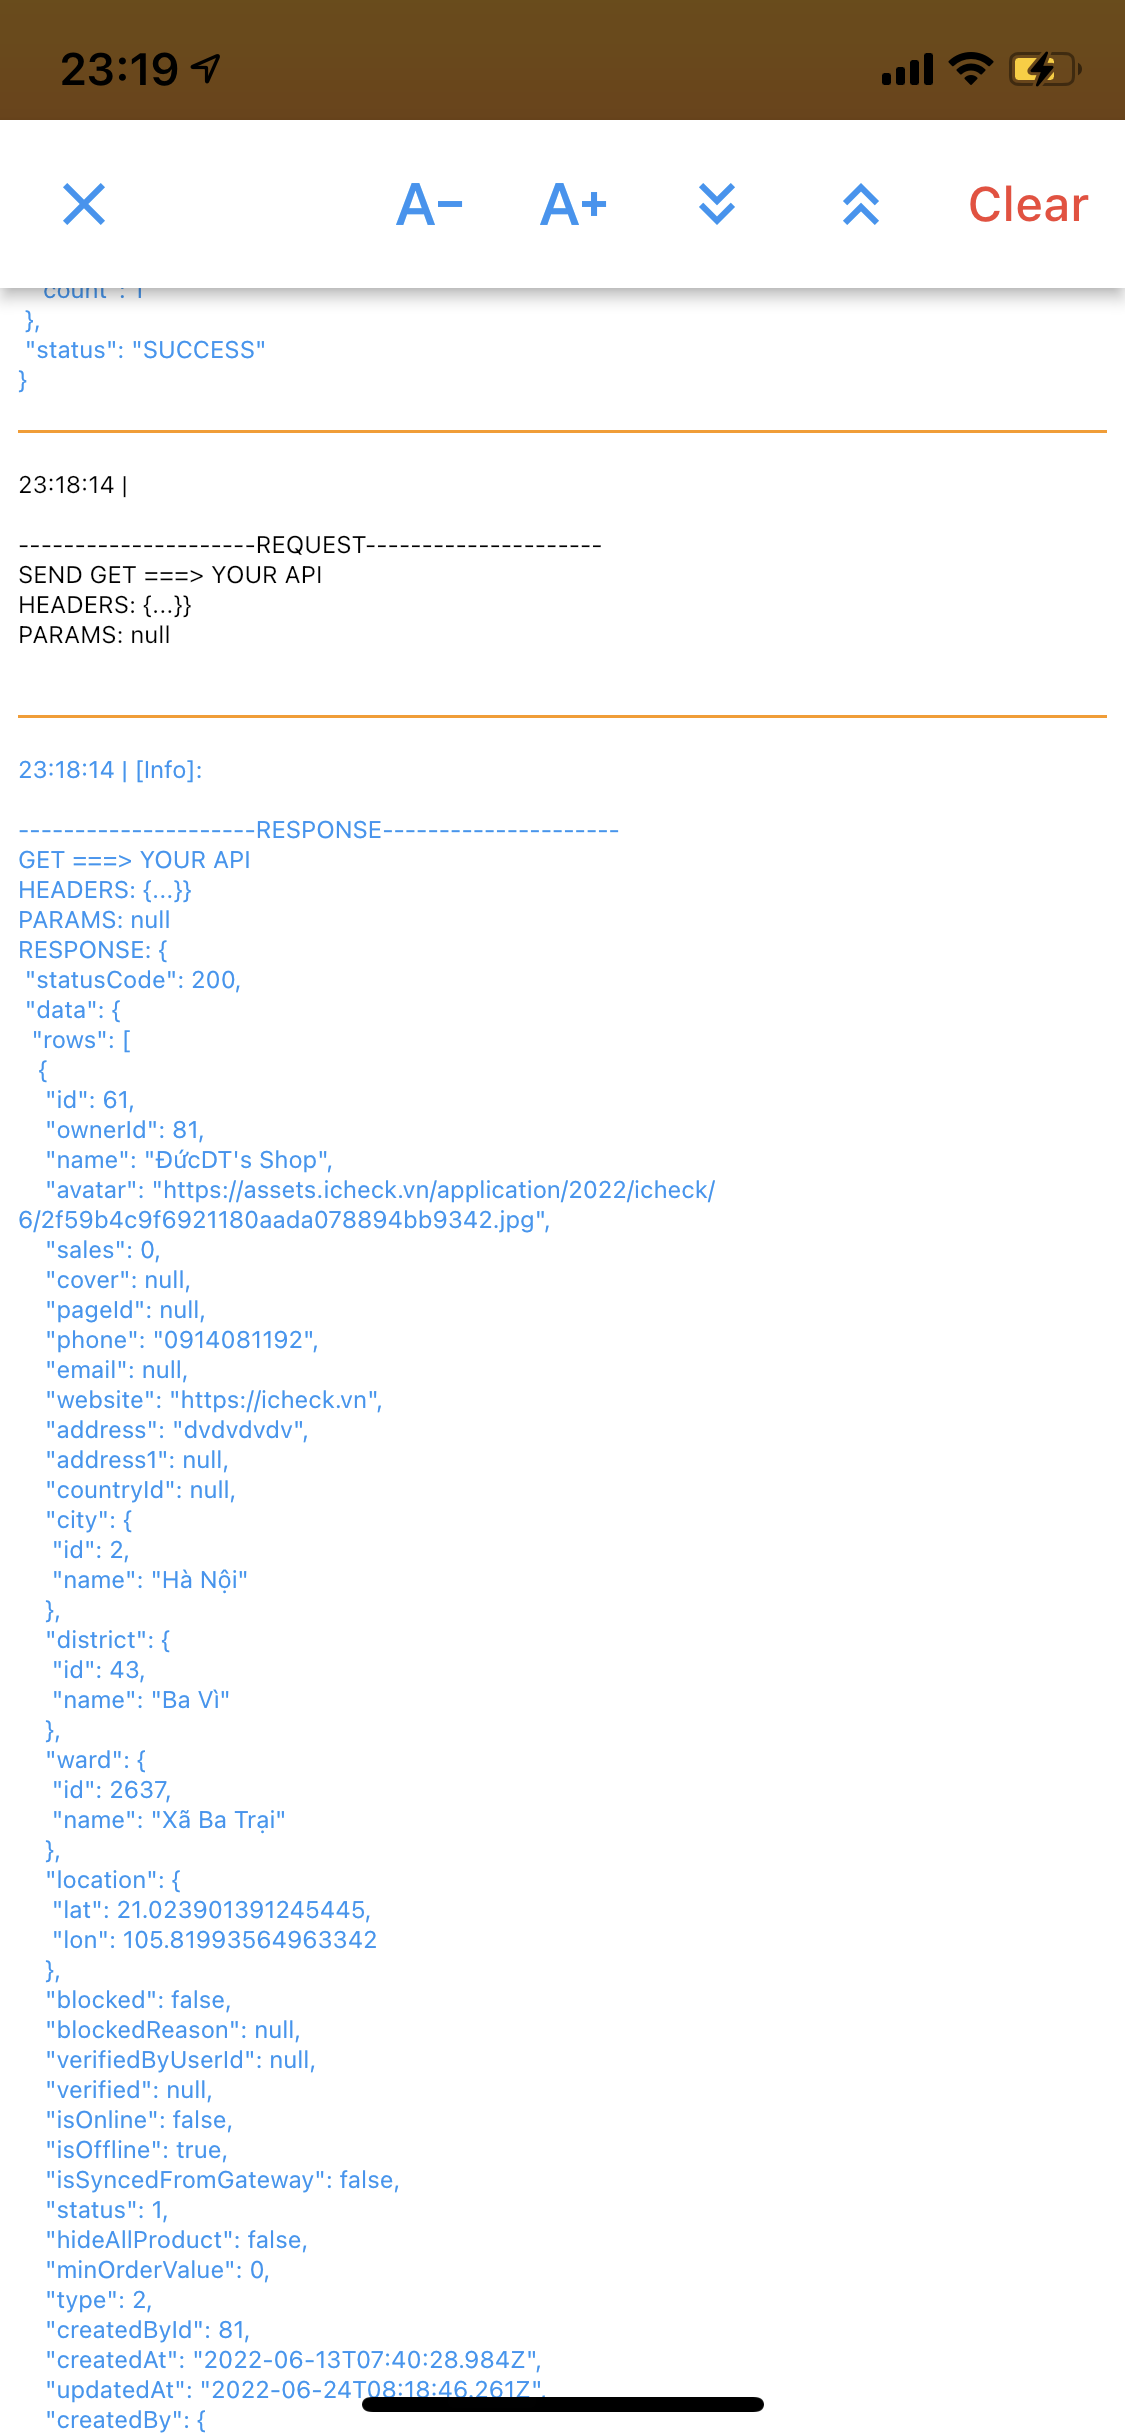 23:19
A- A+ Clear
"count": 1
},
"status": "SUCCESS"
}
23:18:14 |
---------------------REQUEST---------------------
SEND GET ===> YOUR API
HEADERS: {...}}
PARAMS: null
23:18:14 | [Info]:
---------------------RESPONSE---------------------
GET ===> YOUR API
HEADERS: {...}}
PARAMS: null
RESPONSE: {
"statusCode": 200,
"data": {
"rows": [
{
"id": 61,
"ownerId": 81,
"name": "ĐứcDT's Shop",
"avatar": "https://assets.icheck.vn/application/2022/icheck/
6/2f59b4c9f6921180aada078894bb9342.jpg",
"sales": 0,
"cover": null,
"pageId": null,
"phone": "0914081192",
"email": null,
"website": "https://icheck.vn",
"address": "dvdvdvdv",
"address1": null,
"countryId": null,
"city": {
"id": 2,
"name": "Hà Nội"
},
"district": {
"id": 43,
"name": "Ba Vì"
},
"ward": {
"id": 2637,
"name": "Xã Ba Trại"
},
"location": {
"lat": 21.023901391245445,
"lon": 105.81993564963342
},
"blocked": false,
"blockedReason": null,
"verifiedByUserId": null,
"verified": null,
"isOnline": false,
"isOffline": true,
"isSyncedFromGateway": false,
"status": 1,
"hideAllProduct": false,
"minOrderValue": 0,
"type": 2,
"createdById": 81,
"createdAt": "2022-06-13T07:40:28.984Z",
"updatedAt": "2022-06-24T08:18:46.261Z",
"createdBy": {